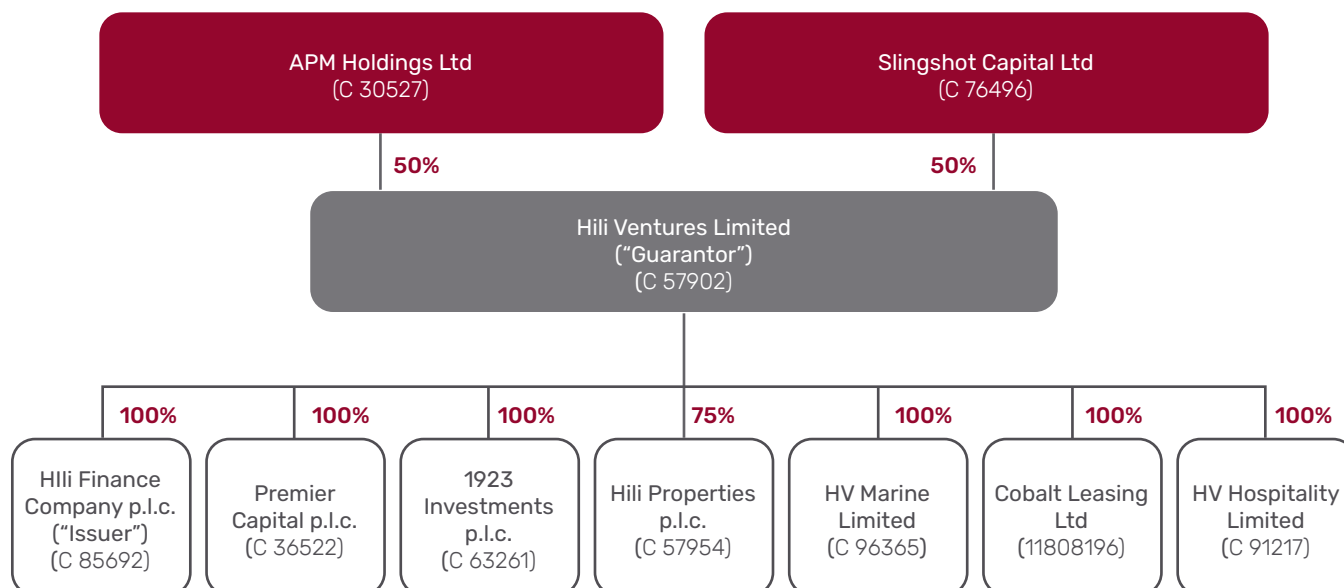 APM Holdings Ltd
(C 30527)
Slingshot Capital Ltd
(C 76496)
50%
50%
Hili Ventures Limited
(“Guarantor”)
(C 57902)
100%
100%
100%
75%
100%
100%
100%
HIli Finance
Company p.l.c.
(“Issuer”)
(C 85692)
Premier
Capital p.l.c.
(C 36522)
1923
Investments
p.l.c.
(C 63261)
Hili Properties
p.l.c.
(C 57954)
HV Marine
Limited
(C 96365)
Cobalt Leasing
Ltd
(11808196)
HV Hospitality
Limited
(C 91217)